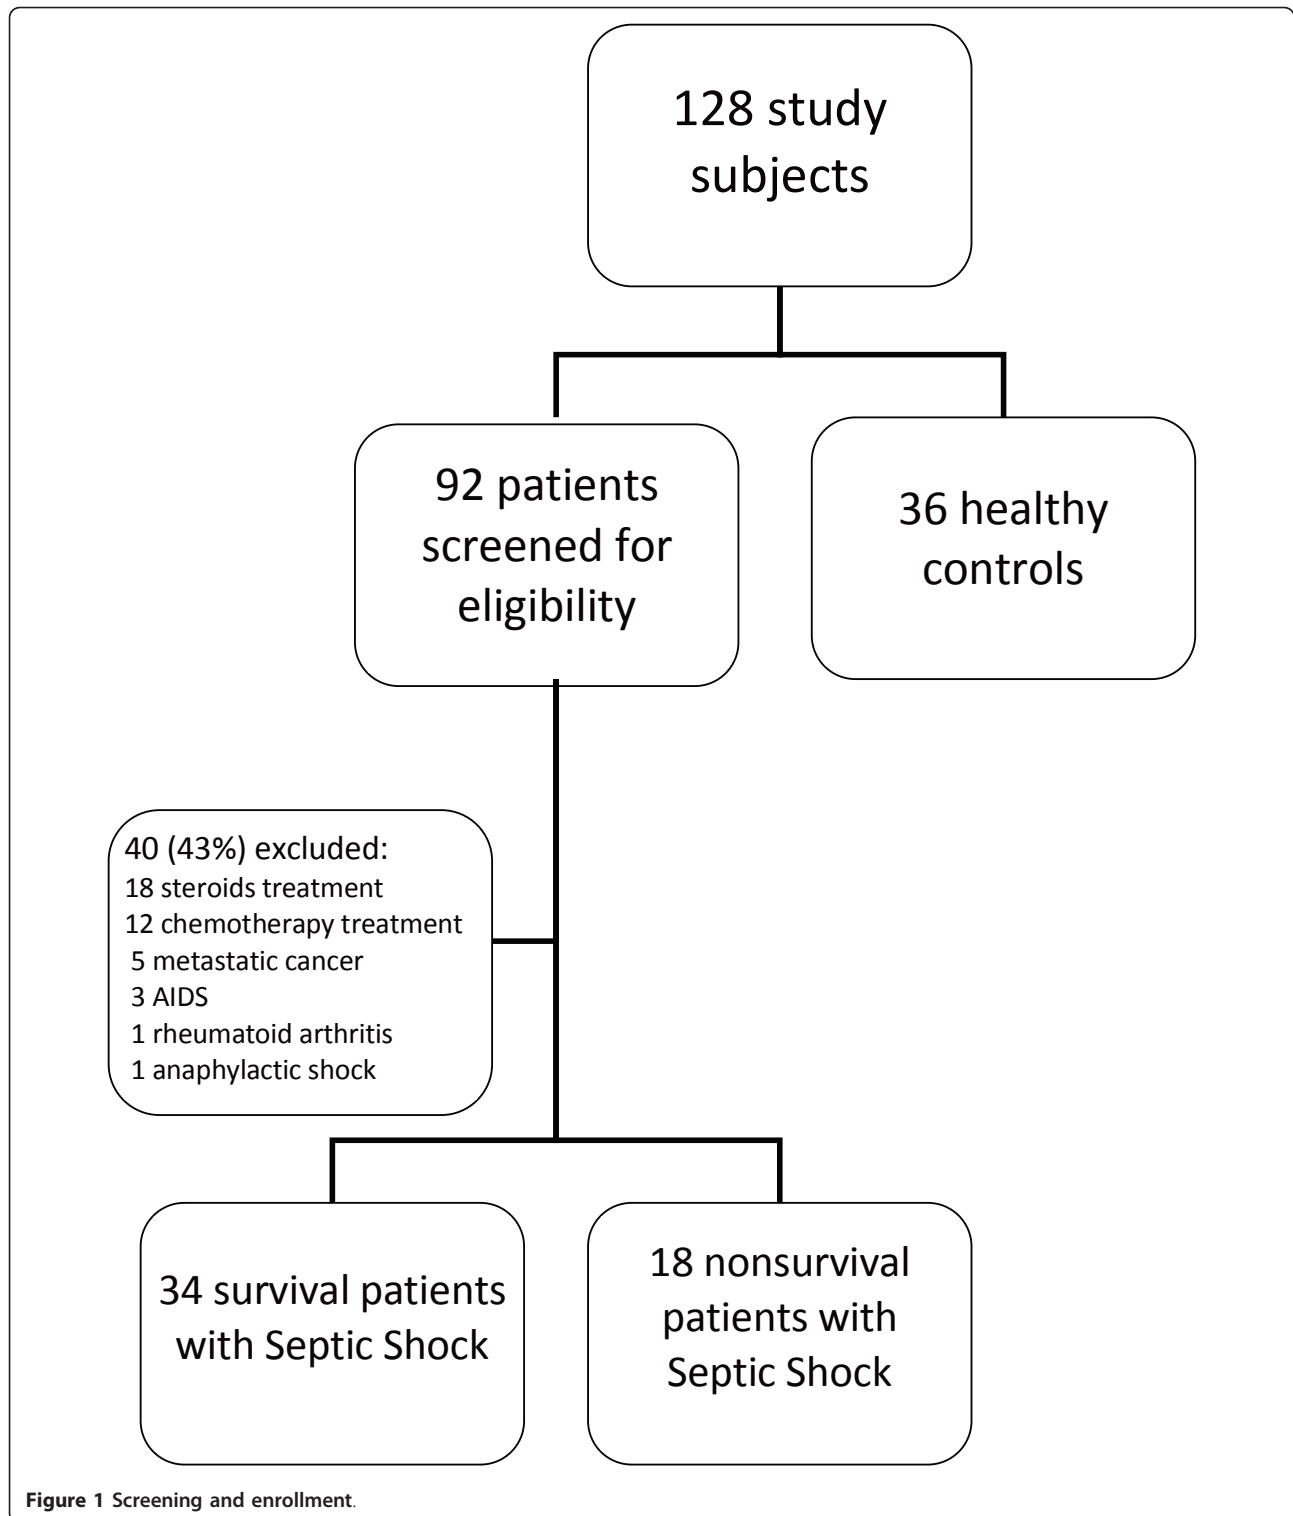 128 study
subjects
92 patients
screened for
eligibility
36 healthy
controls
40 (43%) excluded:
18 steroids treatment
12 chemotherapy treatment
5 metastatic cancer
3 AIDS
1 rheumatoid arthritis
1 anaphylactic shock
34 survival patients
with Septic Shock
18 nonsurvival
patients with
Septic Shock
Figure 1 Screening and enrollment.